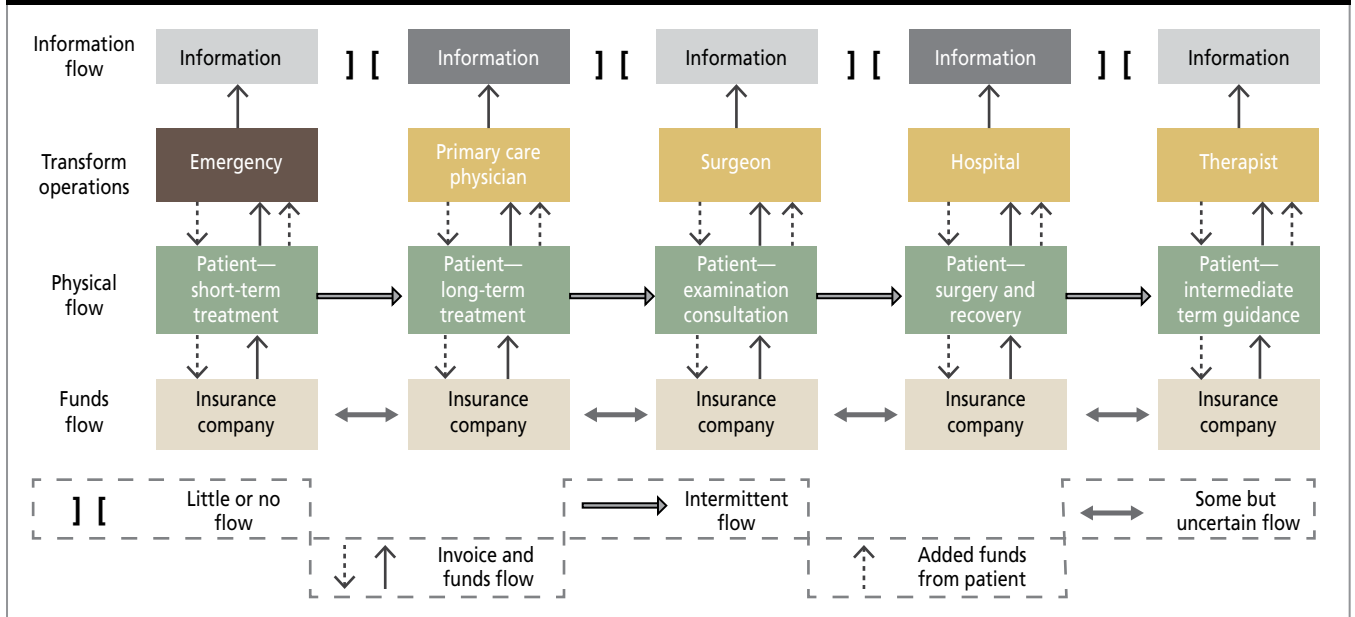 Information
flow
Information
] [
Information
] [
Information
] [
Information
] [
Information
Transform
operations
Emergency
Primary care
physician
Surgeon
Hospital
Therapist
Physical
flow
Patient—
short-term
treatment
Patient—
long-term
treatment
Patient—
examination
consultation
Patient—
surgery and
recovery
Patient—
intermediate
term guidance
Funds
flow
Insurance
company
Insurance
company
Insurance
company
Insurance
company
Insurance
company
] [
Little or no
flow
Intermittent
flow
Some but
uncertain flow
Invoice and
funds flow
Added funds
from patient